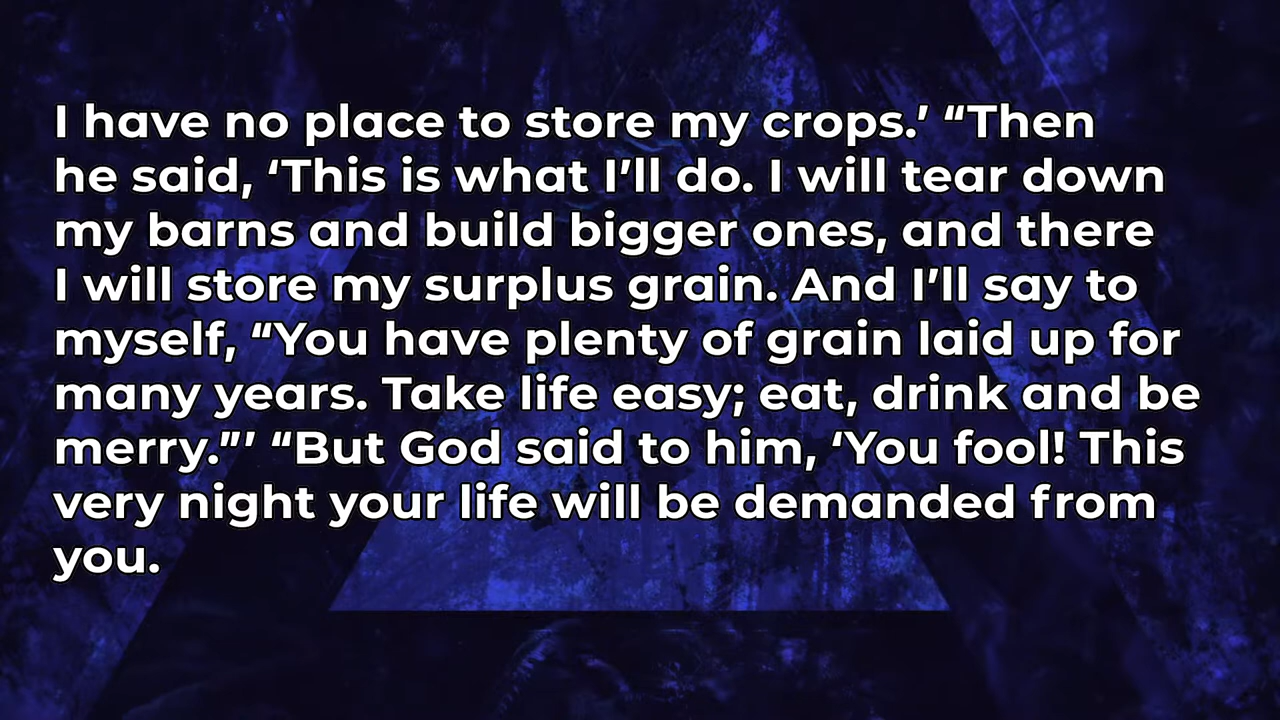 I have no place to store my crops.’ “Then
he said, ‘This is what I’ll do. I will tear down
my barns and build bigger ones, and there
I will store my surplus grain. And I’ll say to
myself, “You have plenty of grain laid up for
many years. Take life easy; eat, drink and be
merry.”’ “But God said to him, ‘You fool! This
very night your life will be demanded from
you.